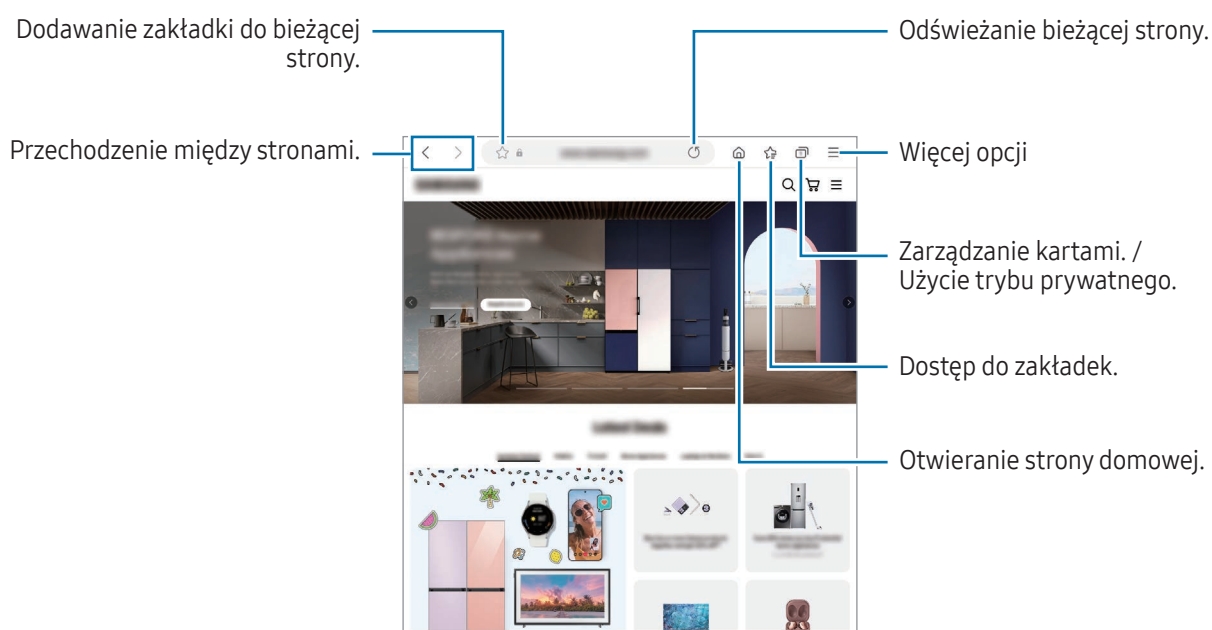 Dodawanie zakładki do bieżącej
strony.
Odświeżanie bieżącej strony.
Przechodzenie między stronami.
Więcej opcji
Zarządzanie kartami. /
Użycie trybu prywatnego.
Dostęp do zakładek.
Otwieranie strony domowej.